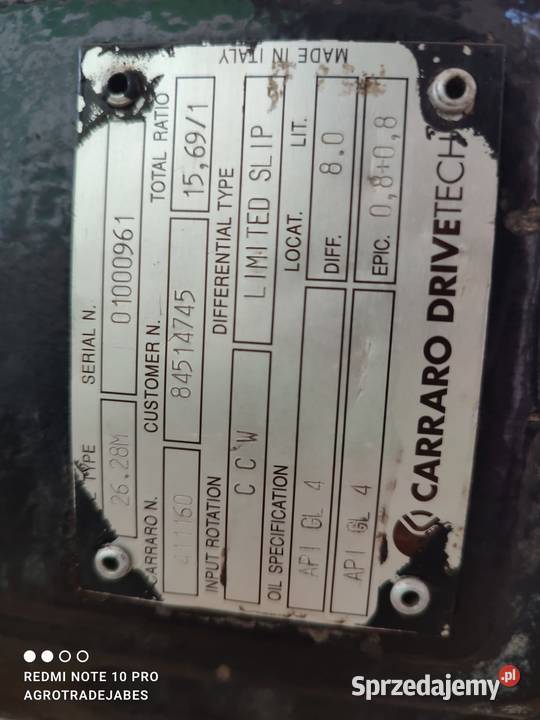 TYPE SERIAL N.
26.28M 01000961
CARRARO N. CUSTOMER N. TOTAL RATIO
411160 84514745 15,69/1
INPUT ROTATION DIFFERENTIAL TYPE
C C W LIMITED SLIP
OIL SPECIFICATION LOCAT. LIT.
API GL 4 DIFF. 8.0
API GL 4 EPIC. 0,8+0,8
CARRARO DRIVETECH
MADE IN ITALY
REDMI NOTE 10 PRO
AGROTRADEJABES
Sprzedajemy.pl